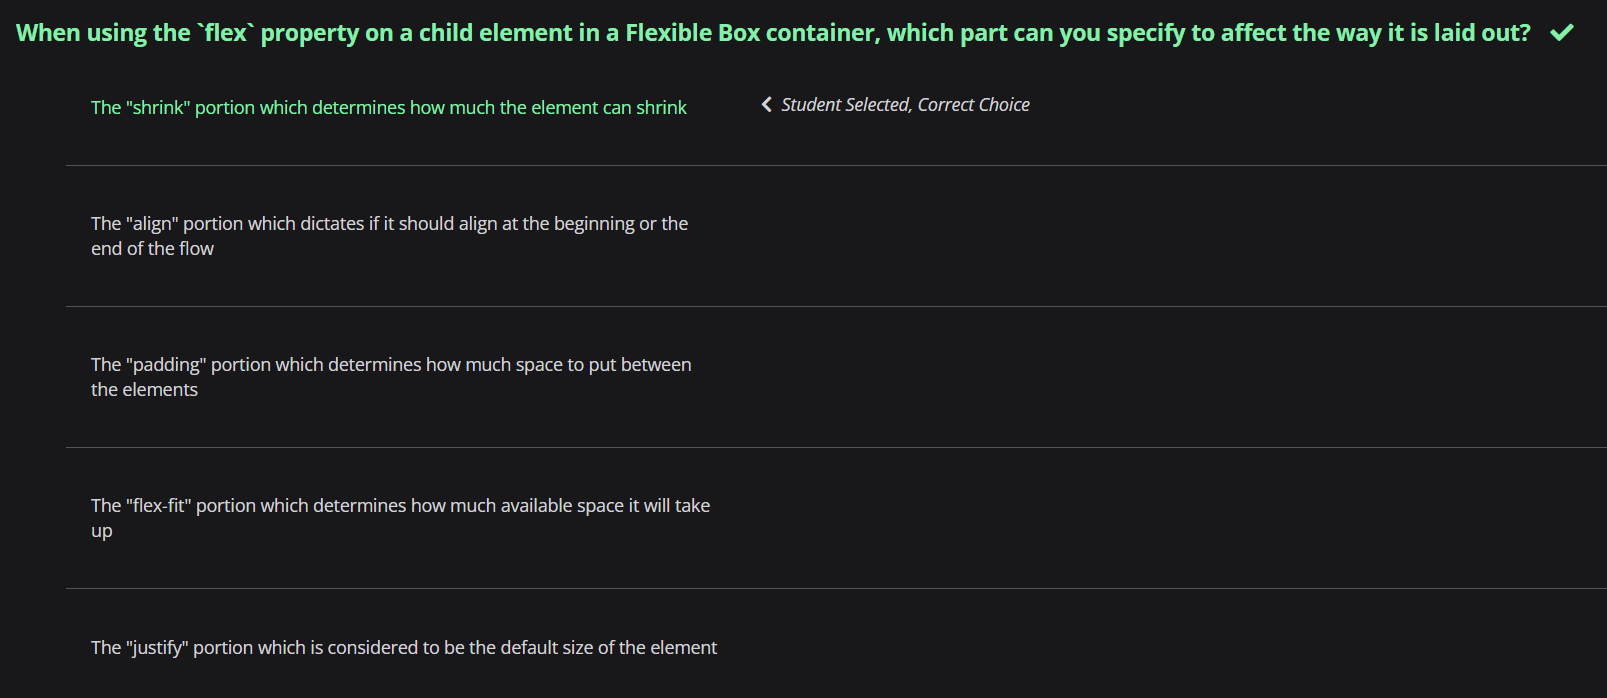 When using the `flex` property on a child element in a Flexible Box container, which part can you specify to affect the way it is laid out?
The "shrink" portion which determines how much the element can shrink
Student Selected, Correct Choice
The "align" portion which dictates if it should align at the beginning or the
end of the flow
The "padding" portion which determines how much space to put between
the elements
The "flex-fit" portion which determines how much available space it will take
up
The "justify" portion which is considered to be the default size of the element